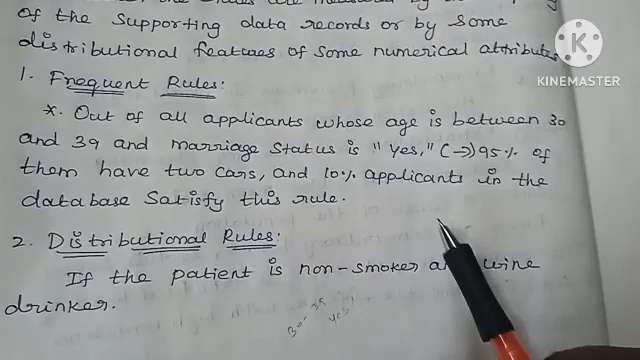 of the Supporting data records or by some
distributional features of some numerical attributes
KINEMASTER
1. Frequent Rules:
*. Out of all applicants whose age is between 30
and 39 and marriage status is "Yes," (→) 95% of
them have two cars, and 10% applicants in the
database Satisfy this rule.
2. Distributional Rules:
If the patient is non-smoker and wine
drinker.
30-39
Yes